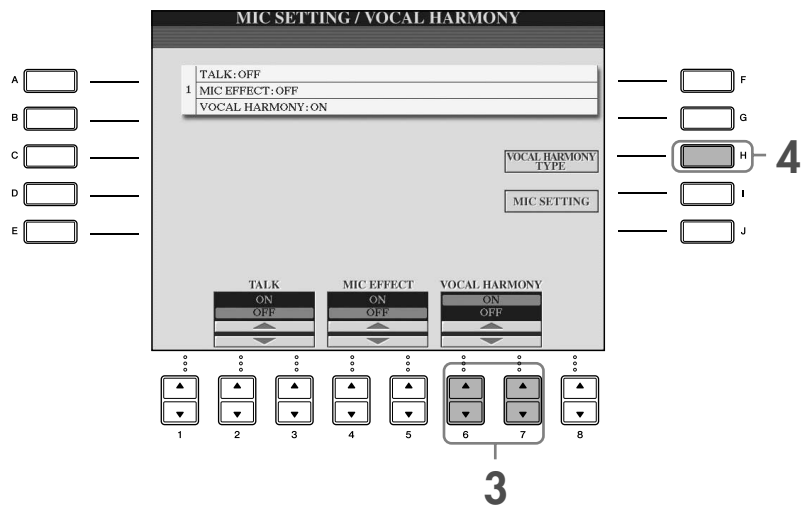 MIC SETTING / VOCAL HARMONY
TALK:OFF
1 MIC EFFECT:OFF
VOCAL HARMONY:ON
A
B
C
D
E
F
G
H
I
J
4
VOCAL HARMONY
TYPE
MIC SETTING
TALK MIC EFFECT VOCAL HARMONY
ON ON ON
OFF OFF OFF
1 2 3 4 5 6 7 8
3